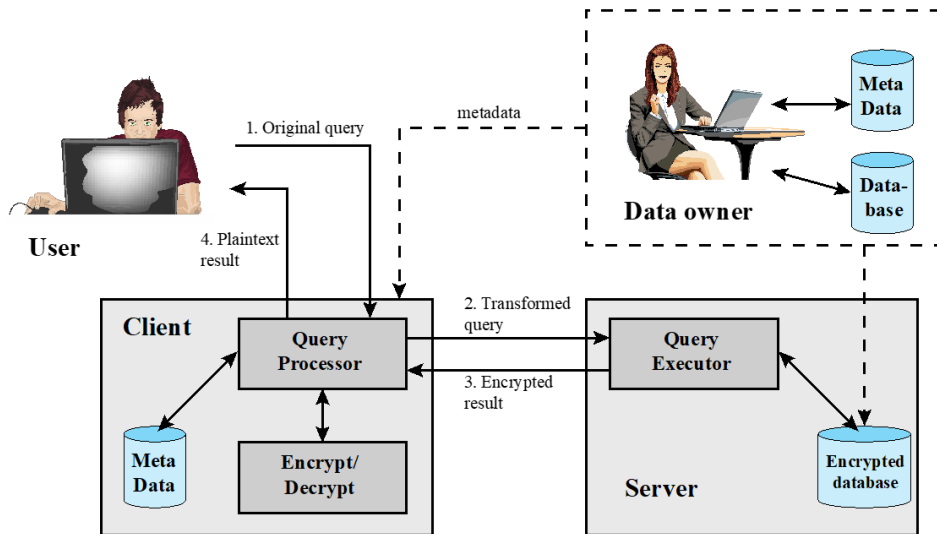 Meta
Data
metadata
1. Original query
Data-
base
Data owner
User
4. Plaintext
result
Client
2. Transformed
query
Query
Processor
Query
Executor
3. Encrypted
result
Meta
Data
Encrypt/
Decrypt
Encrypted
database
Server